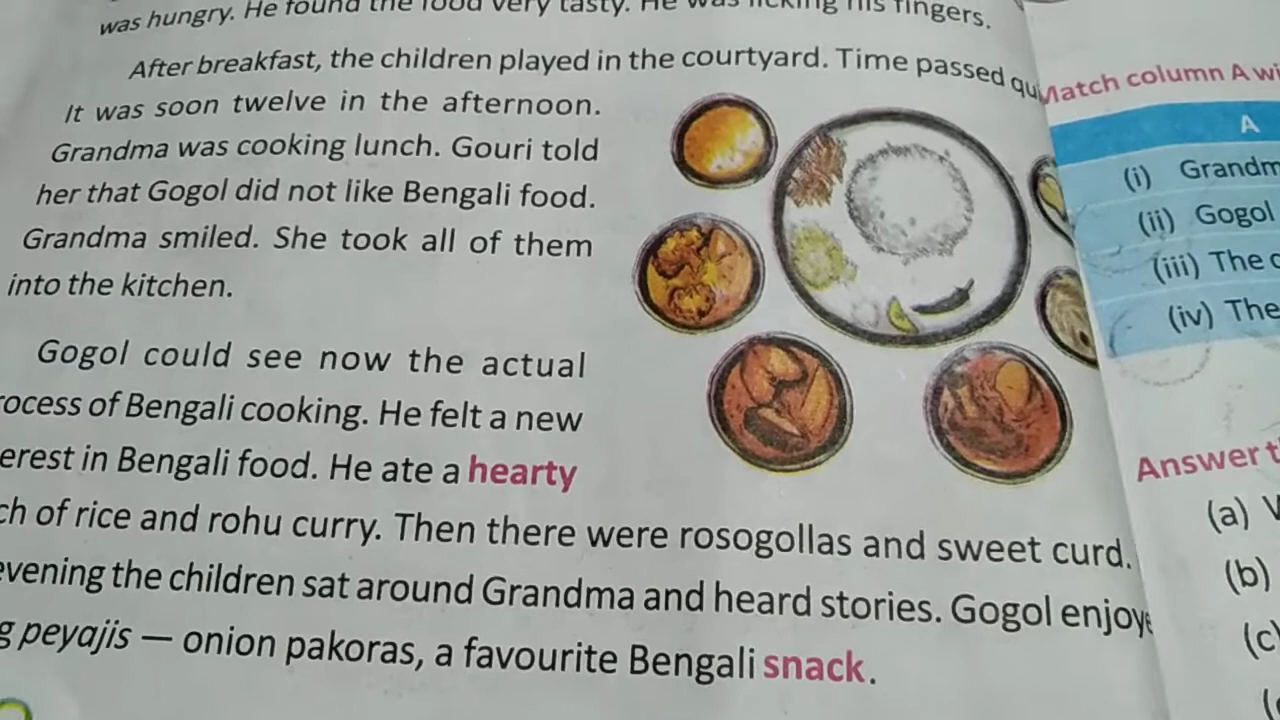 was hungry. He found the food very tasty. He was licking his fingers.
After breakfast, the children played in the courtyard. Time passed qu
It was soon twelve in the afternoon.
Grandma was cooking lunch. Gouri told
her that Gogol did not like Bengali food.
Grandma smiled. She took all of them
into the kitchen.
Gogol could see now the actual
rocess of Bengali cooking. He felt a new
erest in Bengali food. He ate a hearty
ch of rice and rohu curry. Then there were rosogollas and sweet curd.
evening the children sat around Grandma and heard stories. Gogol enjoye
g peyajis — onion pakoras, a favourite Bengali snack.
Match column A wi
A
(i) Grandm
(ii) Gogol
(iii) The c
(iv) The
Answer t
(a) V
(b)
(c)